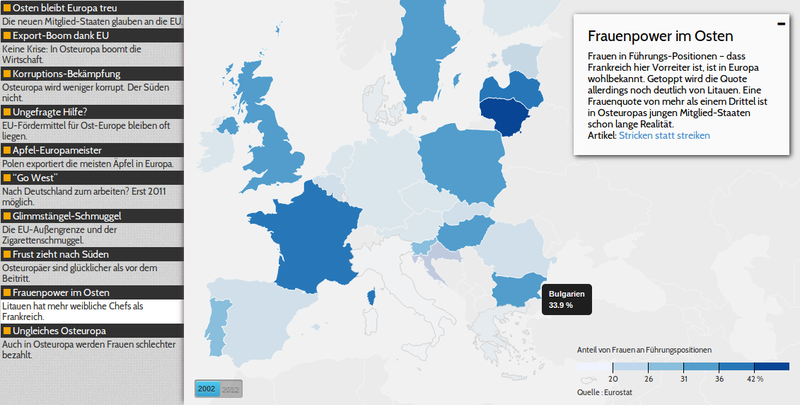 Osten bleibt Europa treu
Die neuen Mitglied-Staaten glauben an die EU.
Export-Boom dank EU
Keine Krise: In Osteuropa boomt die
Wirtschaft.
Korruptions-Bekämpfung
Osteuropa wird weniger korrupt. Der Süden
nicht.
Ungefragte Hilfe?
EU-Fördermittel für Ost-Europe bleiben oft
liegen.
Apfel-Europameister
Polen exportiert die meisten Äpfel in Europa.
"Go West"
Nach Deutschland zum arbeiten? Erst 2011
möglich.
Glimmstängel-Schmuggel
Die EU-Außengrenze und der
Zigarettenschmuggel.
Frust zieht nach Süden
Osteuropäer sind glücklicher als vor dem
Beitritt.
Frauenpower im Osten
Litauen hat mehr weibliche Chefs als
Frankreich.
Ungleiches Osteuropa
Auch in Osteuropa werden Frauen schlechter
bezahlt.
Frauenpower im Osten
Frauen in Führungs-Positionen – dass
Frankreich hier Vorreiter ist, ist in Europa
wohlbekannt. Getoppt wird die Quote
allerdings noch deutlich von Litauen. Eine
Frauenquote von mehr als einem Drittel ist
in Osteuropas jungen Mitglied-Staaten
schon lange Realität.
Artikel: Stricken statt streiken
Bulgarien
33.9 %
Anteil von Frauen an Führungspositionen
20 26 31 36 42 %
Quelle : Eurostat
2002 2012